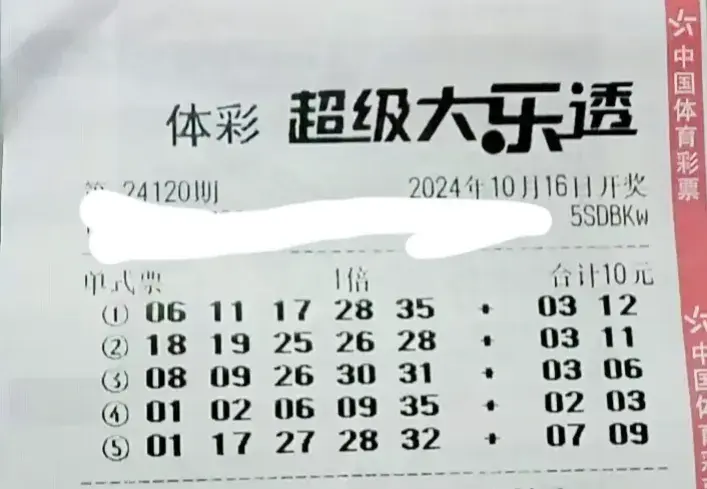 体彩 超级大乐透
第 24120期 2024年10月16日开奖
5SDBKw
单式票 1倍 合计10元
① 06 11 17 28 35 + 03 12
② 18 19 25 26 28 + 03 11
③ 08 09 26 30 31 + 03 06
④ 01 02 06 09 35 + 02 03
⑤ 01 17 27 28 32 + 07 09
中国体育彩票
中国体育彩